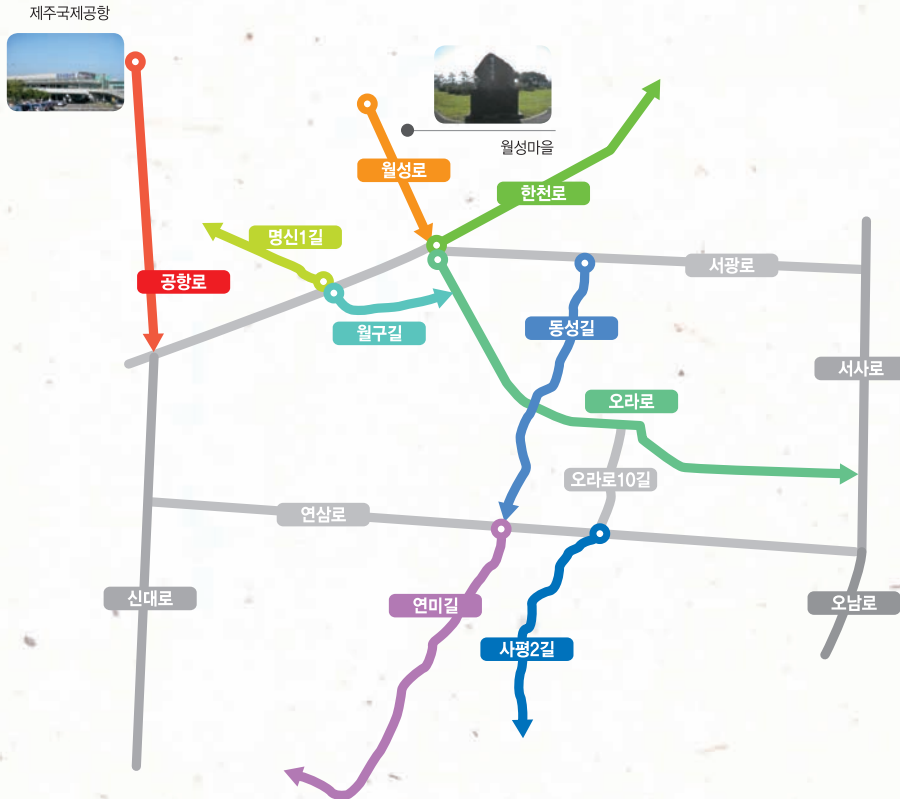 제주국제공항
월성마을
월성로
한천로
명신1길
서광로
공항로
월구길
동성길
서사로
오라로
오라로10길
연삼로
신대로
연미길
오남로
사평2길